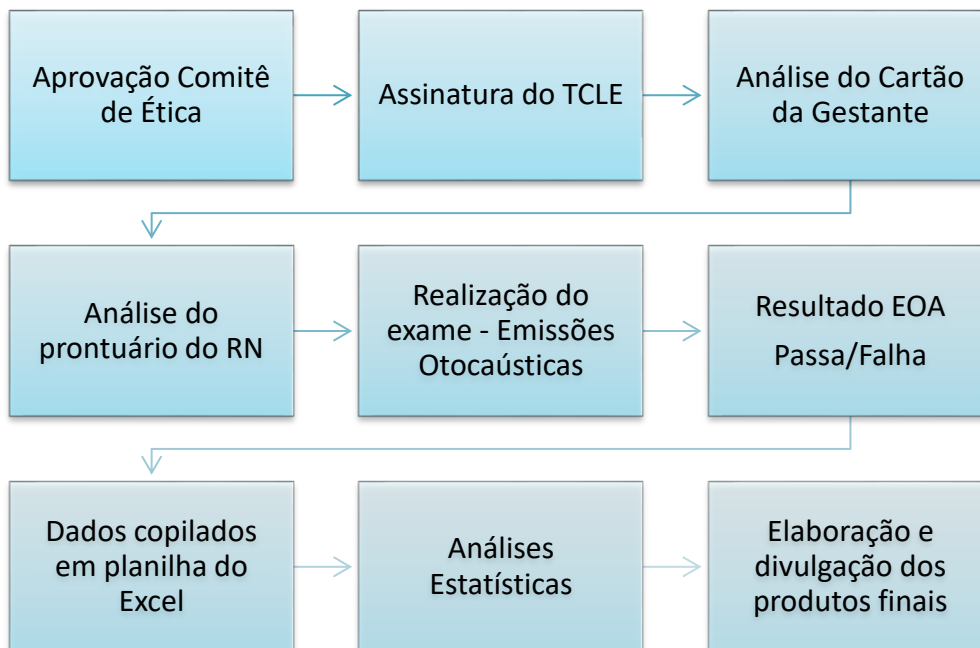 Aprovação Comitê
de Ética
Assinatura do TCLE
Análise do Cartão
da Gestante
Análise do
prontuário do RN
Realização do
exame - Emissões
Otocaústicas
Resultado EOA
Passa/Falha
Dados copilados
em planilha do
Excel
Análises
Estatísticas
Elaboração e
divulgação dos
produtos finais